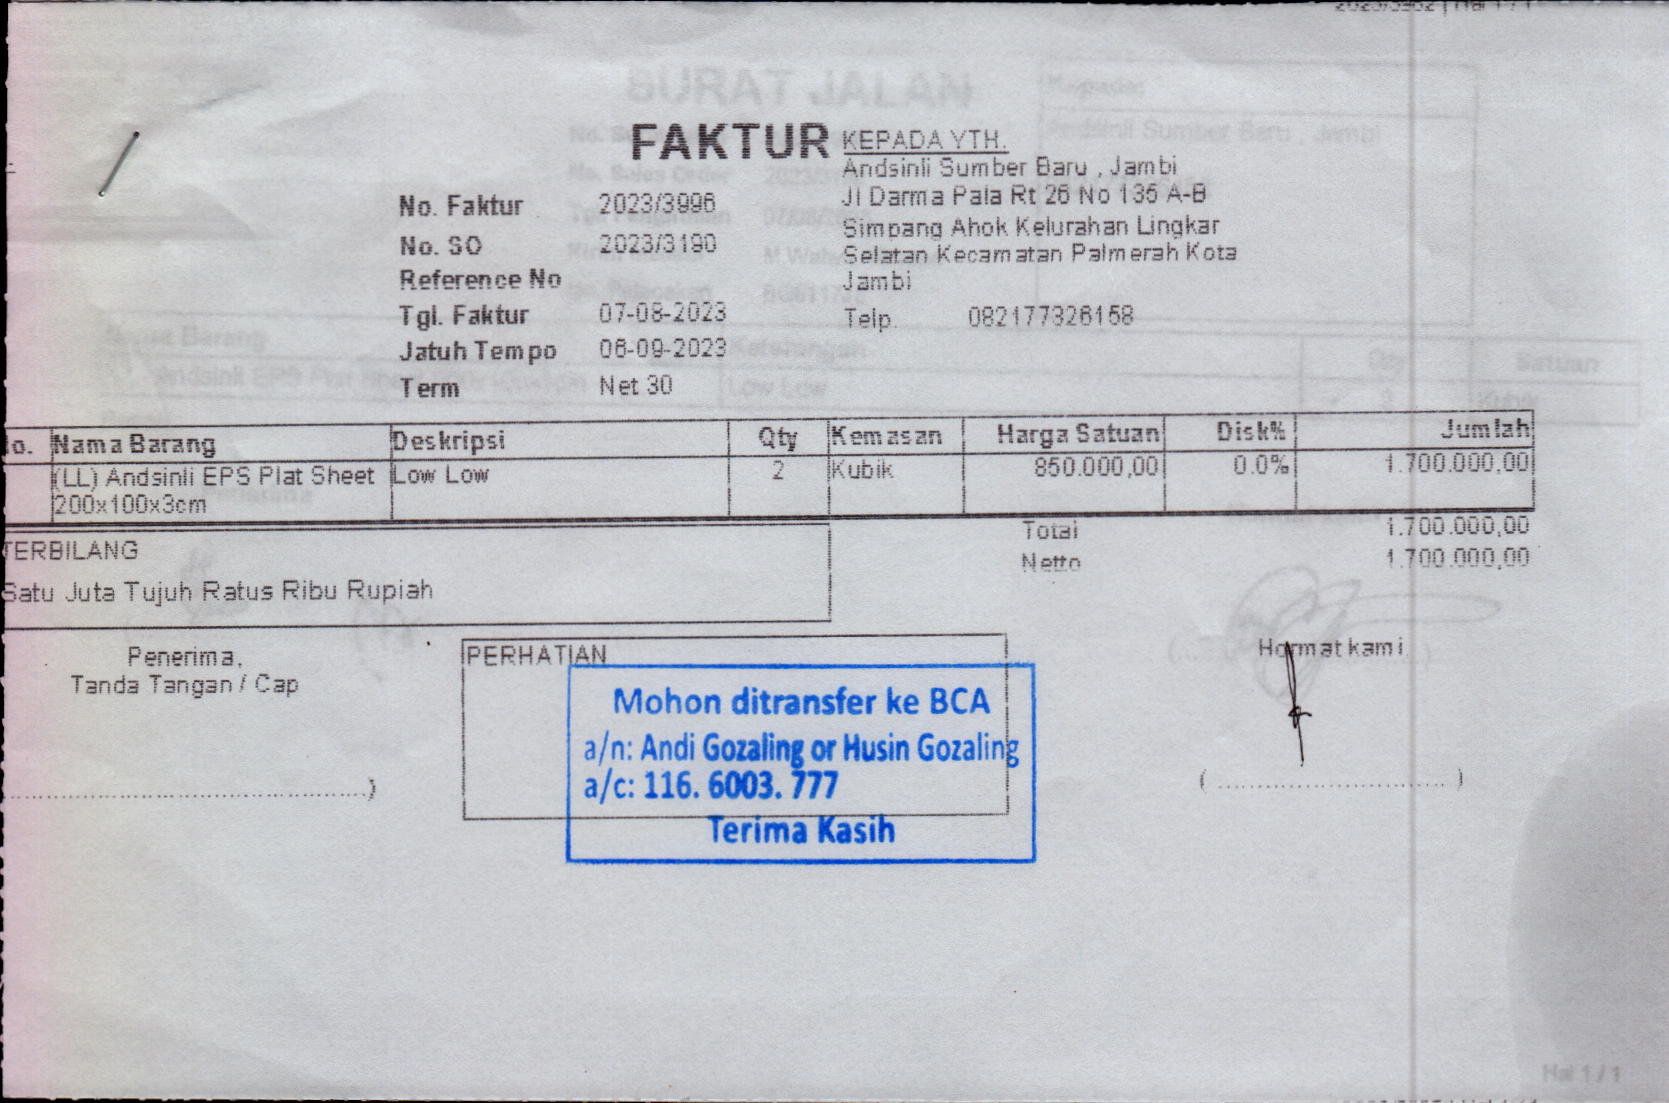 FAKTUR
KEPADA YTH.
Andsinli Sumber Baru , Jambi
Jl Darma Pala Rt 26 No 135 A-B
Simpang Ahok Kelurahan Lingkar
Selatan Kecamatan Palmerah Kota
Jambi
Telp. 082177326158
No. Faktur 2023/3996
No. SO 2023/3190
Reference No
Tgl. Faktur 07-08-2023
Jatuh Tempo 06-09-2023
Term Net 30
No. Nama Barang Deskripsi Qty Kemasan Harga Satuan Disk% Jumlah
(LL) Andsinli EPS Plat Sheet Low Low 2 Kubik 850.000,00 0.0% 1.700.000,00
200x100x3cm
Total 1.700.000,00
Netto 1.700.000,00
TERBILANG
Satu Juta Tujuh Ratus Ribu Rupiah
Penerima,
Tanda Tangan / Cap
PERHATIAN
Mohon ditransfer ke BCA
a/n: Andi Gozaling or Husin Gozaling
a/c: 116. 6003. 777
Terima Kasih
Hormat kami
Hal 1 / 1